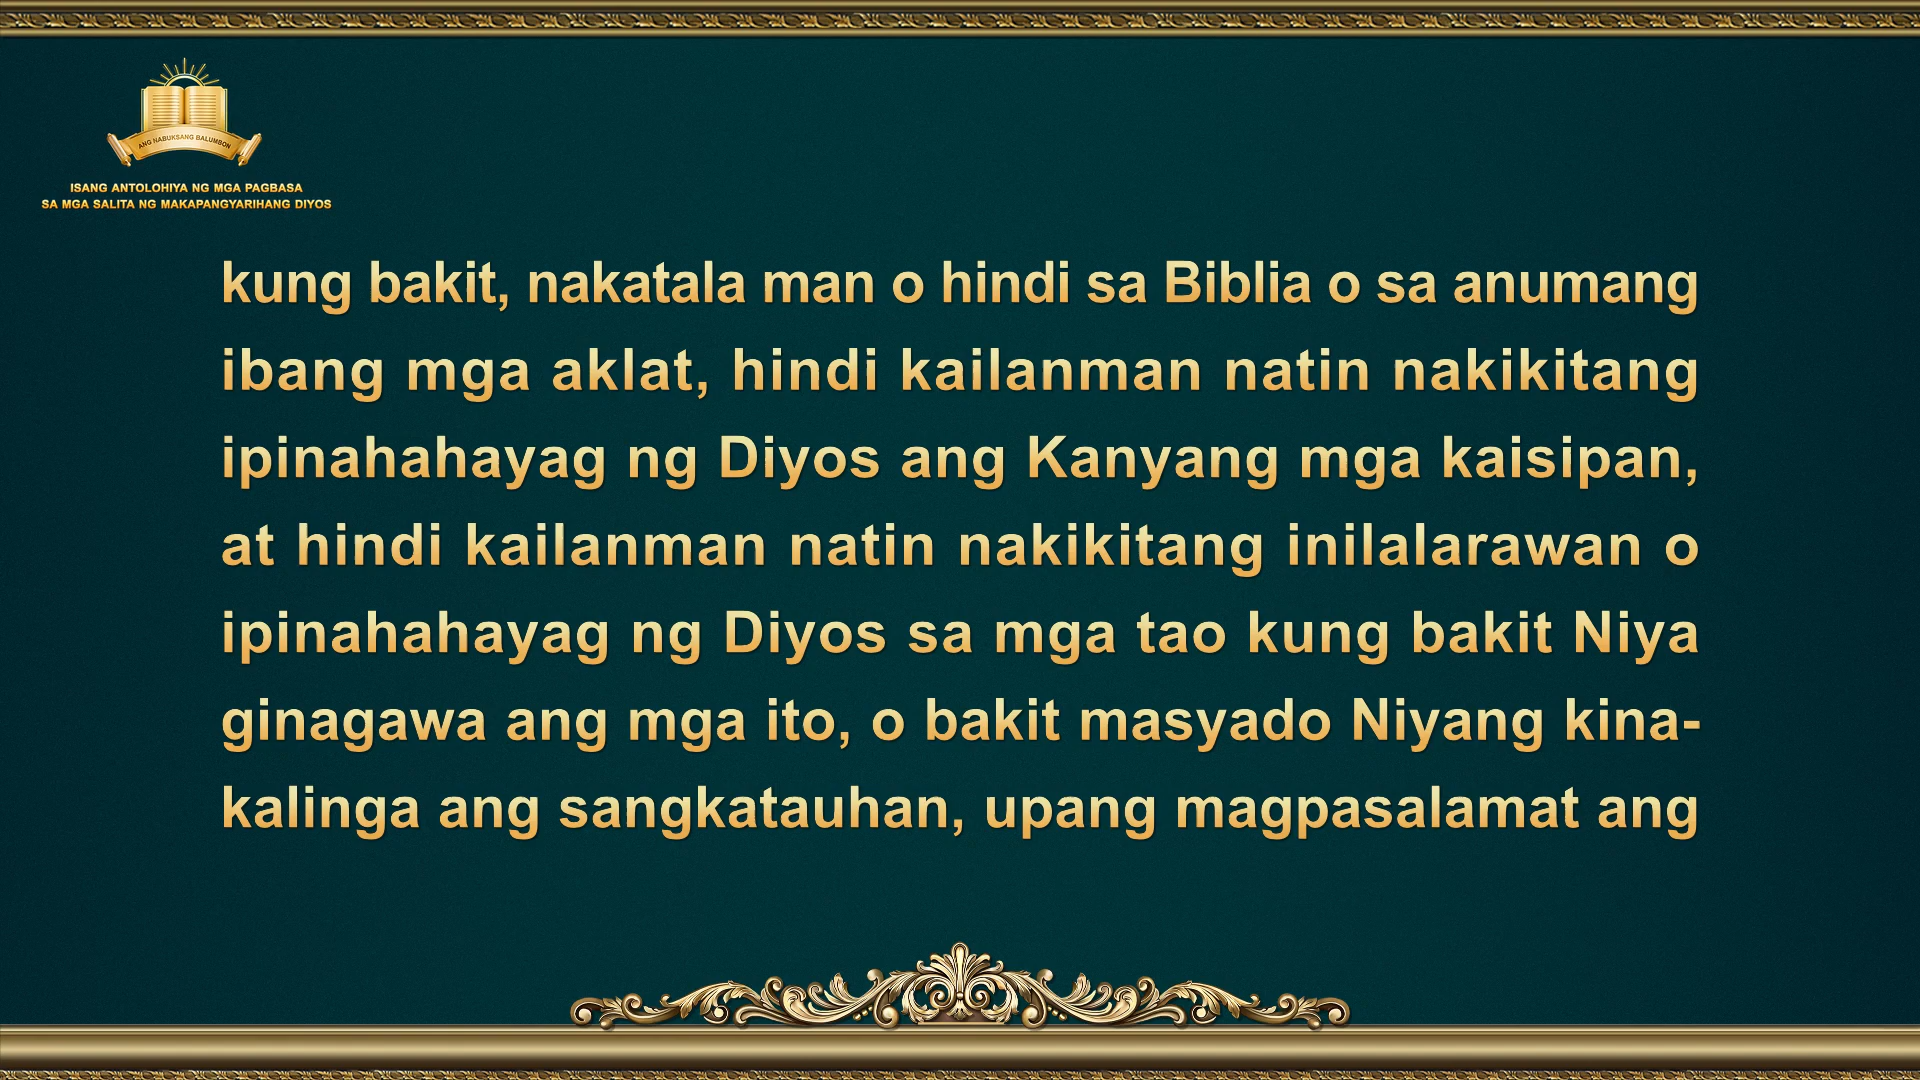 ANG NABUKSANG BALUMBON
ISANG ANTOLOHIYA NG MGA PAGBASA
SA MGA SALITA NG MAKAPANGYARIHANG DIYOS
kung bakit, nakatala man o hindi sa Biblia o sa anumang
ibang mga aklat, hindi kailanman natin nakikitang
ipinahahayag ng Diyos ang Kanyang mga kaisipan,
at hindi kailanman natin nakikitang inilalarawan o
ipinahahayag ng Diyos sa mga tao kung bakit Niya
ginagawa ang mga ito, o bakit masyado Niyang kina-
kalinga ang sangkatauhan, upang magpasalamat ang